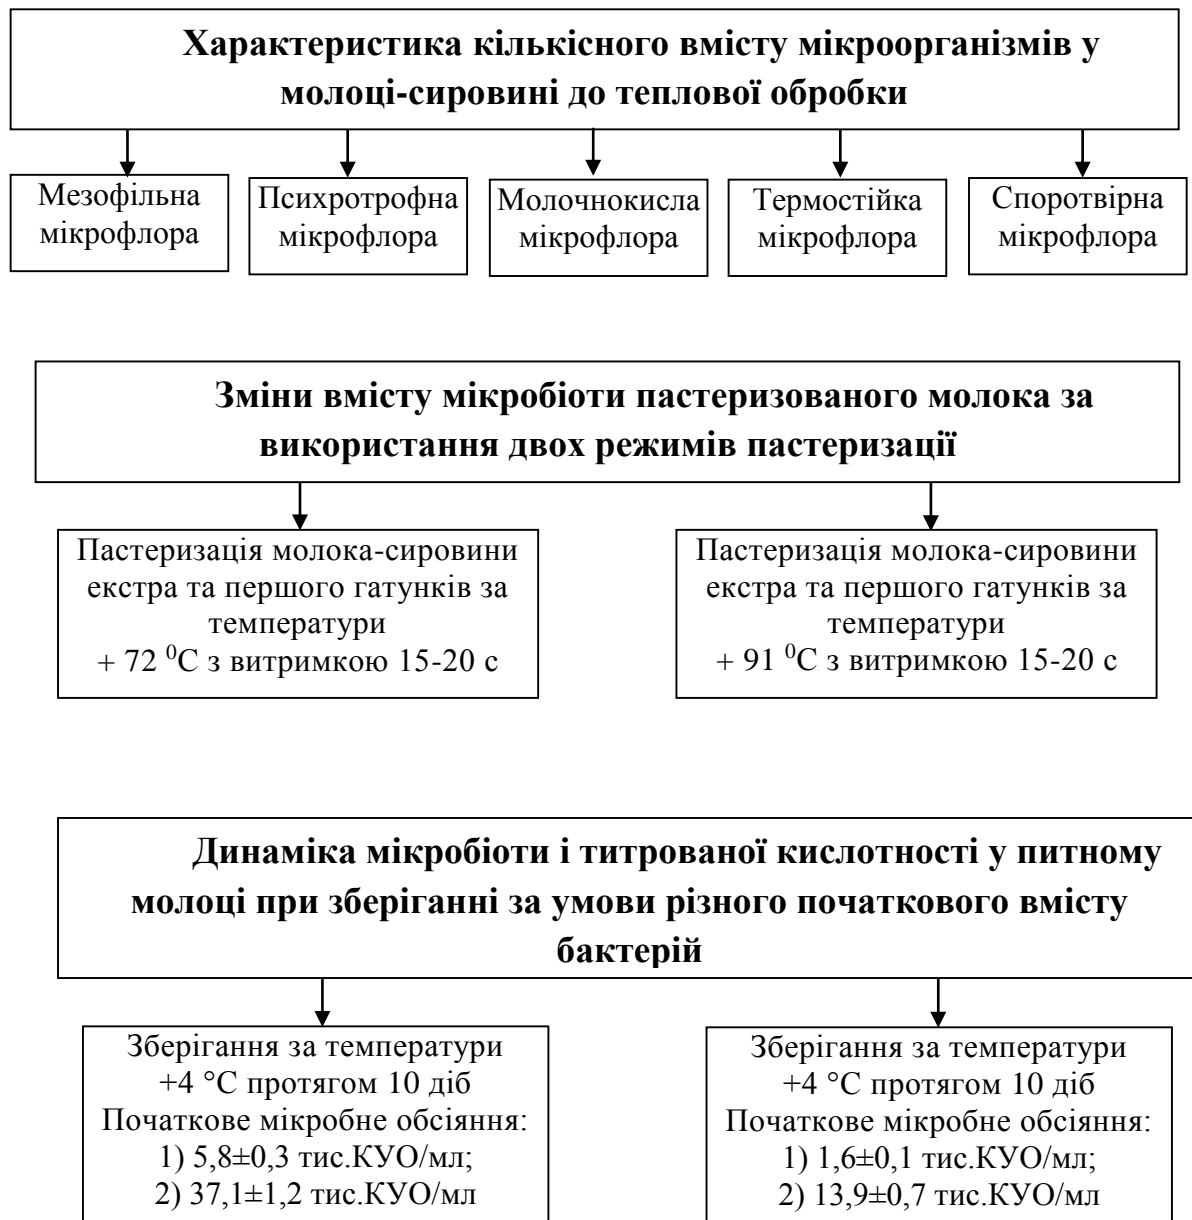 Характеристика кількісного вмісту мікроорганізмів у
молоці-сировині до теплової обробки
Мезофільна
мікрофлора
Психротрофна
мікрофлора
Молочнокисла
мікрофлора
Термостійка
мікрофлора
Споротвірна
мікрофлора
Зміни вмісту мікробіоти пастеризованого молока за
використання двох режимів пастеризації
Пастеризація молока-сировини
екстра та першого гатунків за
температури
+ 72 ⁰С з витримкою 15-20 с
Пастеризація молока-сировини
екстра та першого гатунків за
температури
+ 91 ⁰С з витримкою 15-20 с
Динаміка мікробіоти і титрованої кислотності у питному
молоці при зберіганні за умови різного початкового вмісту
бактерій
Зберігання за температури
+4 °С протягом 10 діб
Початкове мікробне обсіяння:
1) 5,8±0,3 тис.КУО/мл;
2) 37,1±1,2 тис.КУО/мл
Зберігання за температури
+4 °С протягом 10 діб
Початкове мікробне обсіяння:
1) 1,6±0,1 тис.КУО/мл;
2) 13,9±0,7 тис.КУО/мл